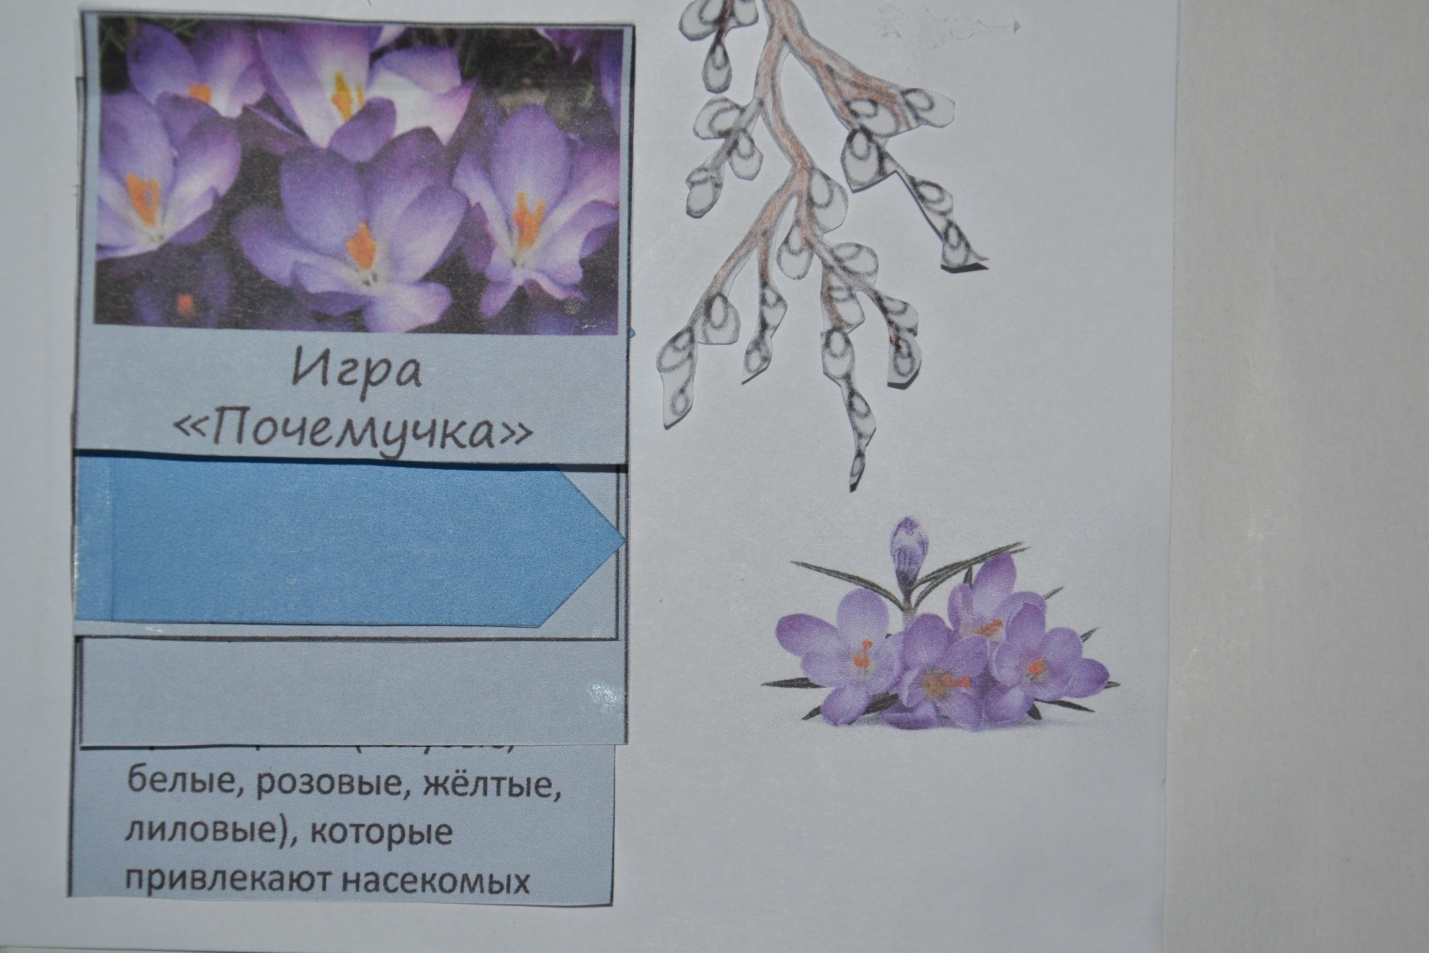 Игра
«Почемучка»
белые, розовые, жёлтые,
лиловые), которые
привлекают насекомых